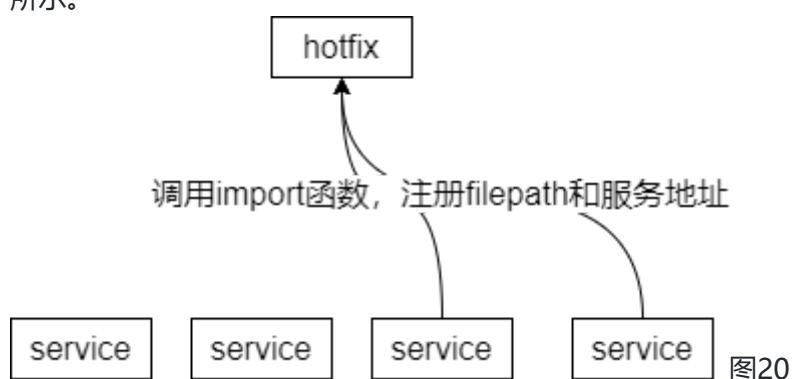 所示。
hotfix
调用import函数，注册filepath和服务地址
service
service
service
service
图20